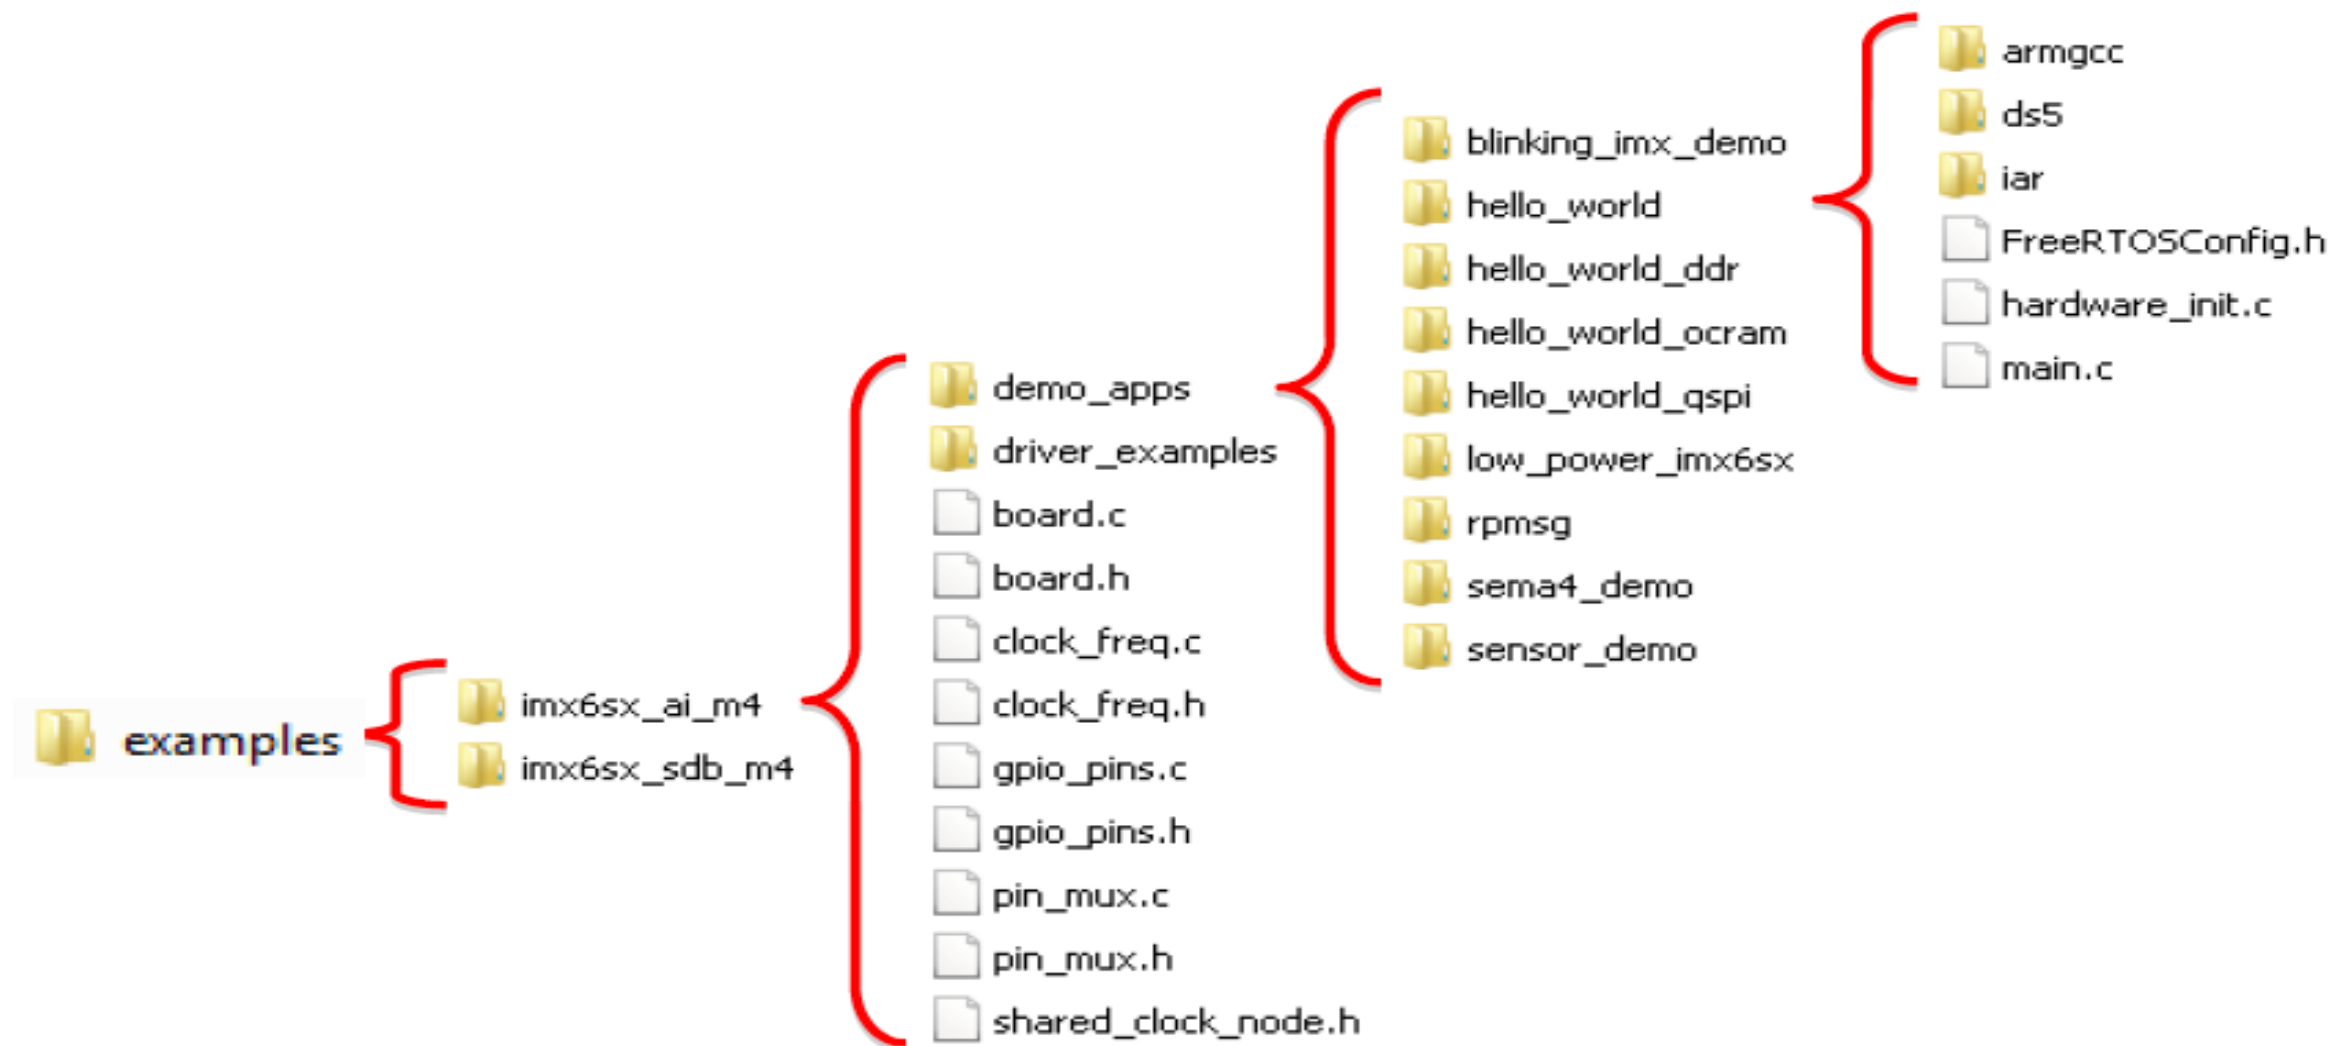 examples
imx6sx_ai_m4
imx6sx_sdb_m4
demo_apps
driver_examples
board.c
board.h
clock_freq.c
clock_freq.h
gpio_pins.c
gpio_pins.h
pin_mux.c
pin_mux.h
shared_clock_node.h
blinking_imx_demo
hello_world
hello_world_ddr
hello_world_ocram
hello_world_qspi
low_power_imx6sx
rpmsg
sema4_demo
sensor_demo
armgcc
ds5
iar
FreeRTOSConfig.h
hardware_init.c
main.c